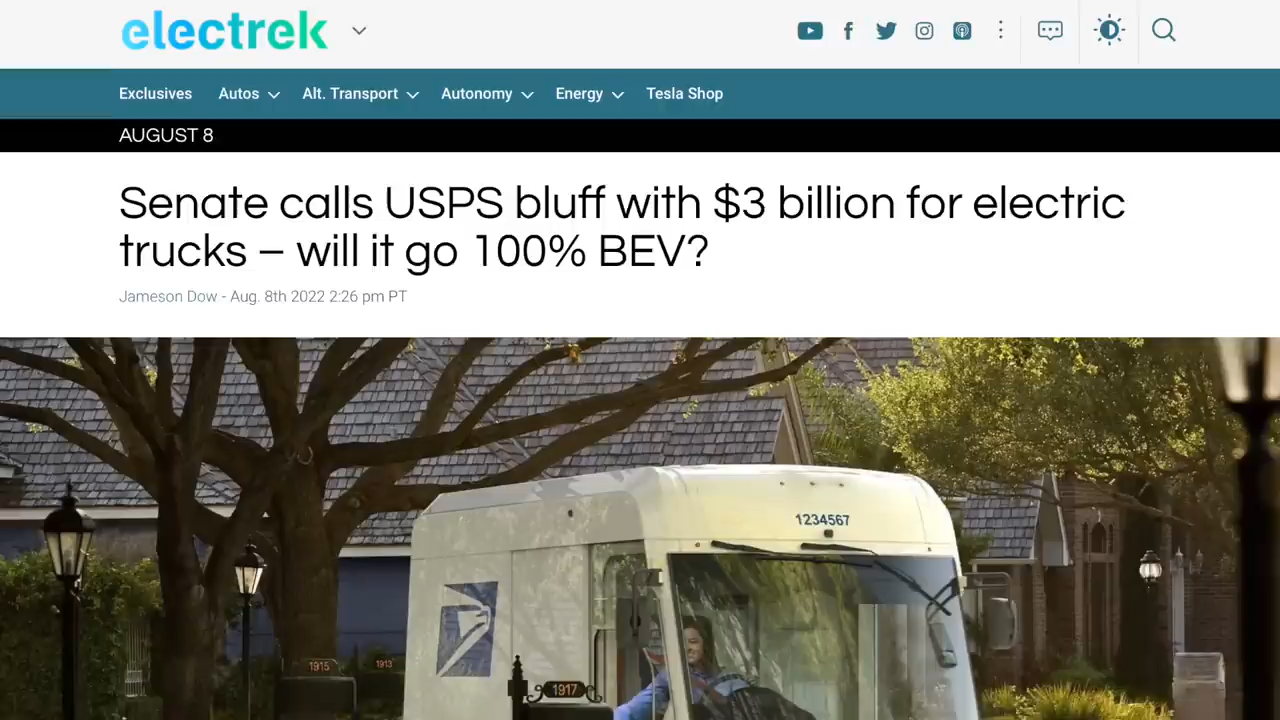 electrek
Exclusives Autos Alt. Transport Autonomy Energy Tesla Shop
AUGUST 8
Senate calls USPS bluff with $3 billion for electric
trucks – will it go 100% BEV?
Jameson Dow - Aug. 8th 2022 2:26 pm PT
1234567
1915
1913
1917